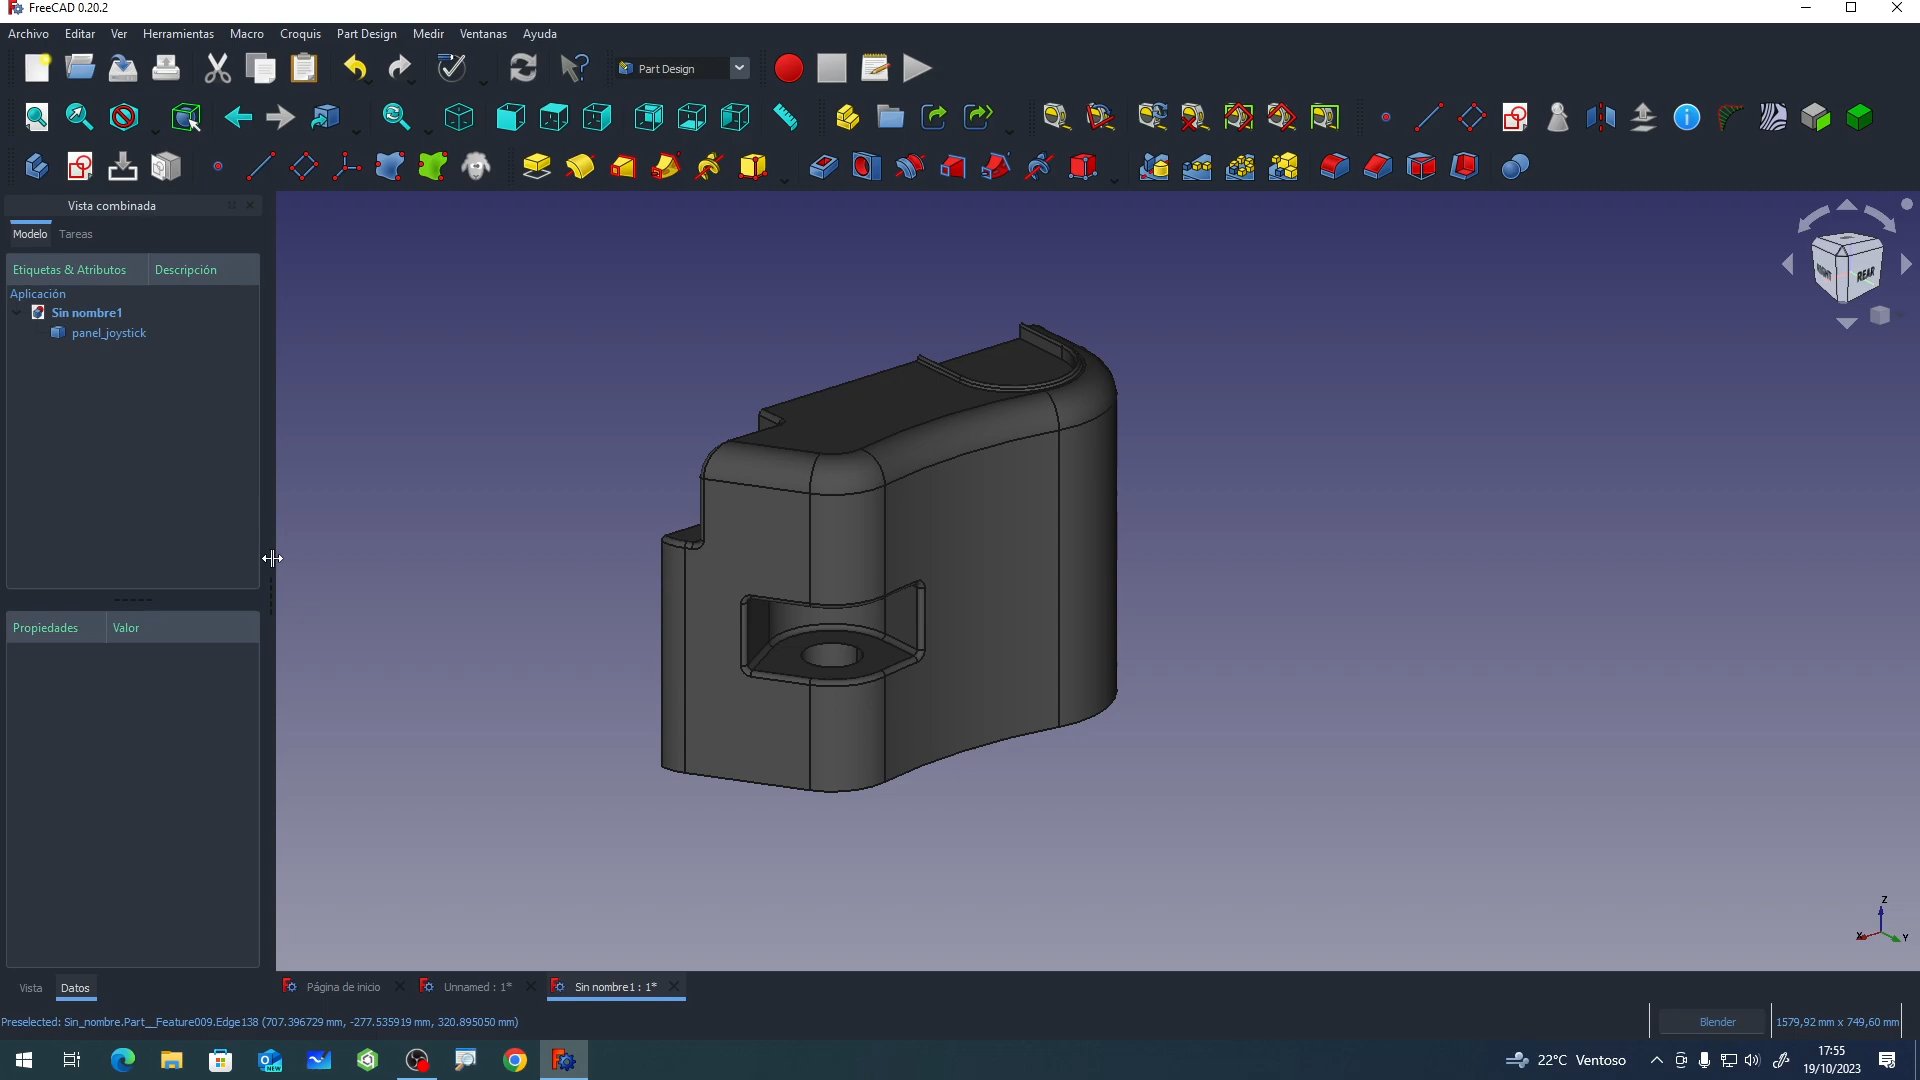 FreeCAD 0.20.2
Archivo Editar Ver Herramientas Macro Croquis Part Design Medir Ventanas Ayuda
Part Design
Vista combinada
Modelo Tareas
Etiquetas & Atributos Descripción
Aplicación
Sin nombre1
panel_joystick
Propiedades Valor
Vista Datos
RIGHT REAR
Z
X Y
Página de inicio Unnamed : 1* Sin nombre1 : 1*
Preselected: Sin_nombre.Part__Feature009.Edge138 (707.396729 mm, -277.535919 mm, 320.895050 mm)
Blender 1579,92 mm x 749,60 mm
NEW
22°C Ventoso
17:55
19/10/2023